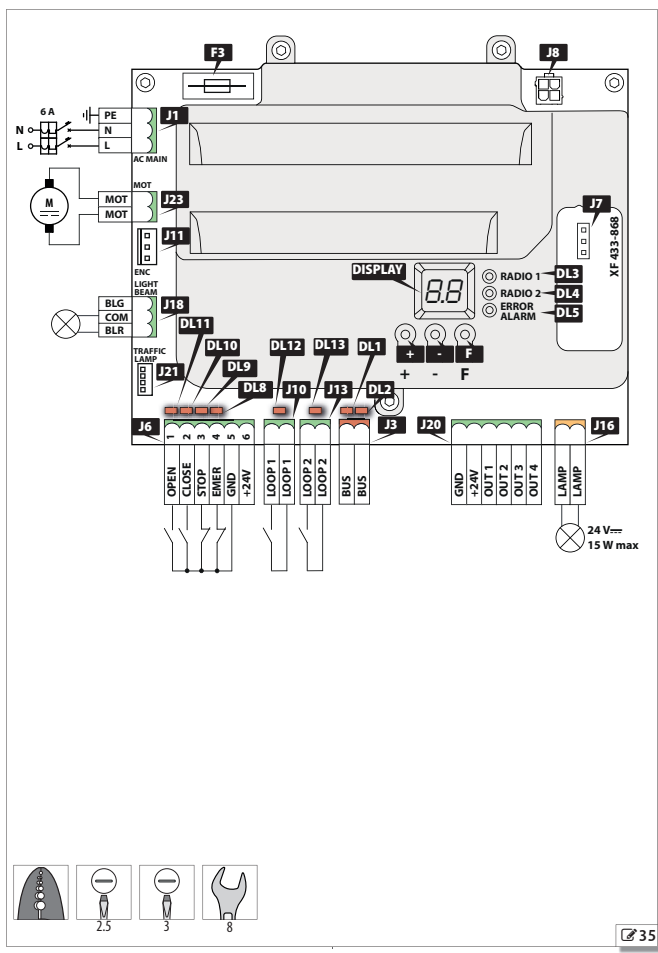 F3
J8
6 A
PE
J1
N
N
L
L
AC MAIN
MOT
M
MOT
J23
MOT
J7
J11
XF 433-868
ENC
DISPLAY
8.8
RADIO 1
DL3
RADIO 2
DL4
ERROR
ALARM
DL5
LIGHT
BEAM
BLG
J18
COM
BLR
DL11
DL10
DL12
DL13
DL1
+ - F
+ - F
TRAFFIC
LAMP
J21
DL9
DL8
J10
J13
DL2
J6
J3
J20
J16
1 2 3 4 5 6
OPEN
CLOSE
STOP
EMER
GND
+24V
LOOP 1
LOOP 1
LOOP 2
LOOP 2
BUS
BUS
GND
+24V
OUT 1
OUT 2
OUT 3
OUT 4
LAMP
LAMP
24 V
15 W max
2.5
3
8
35